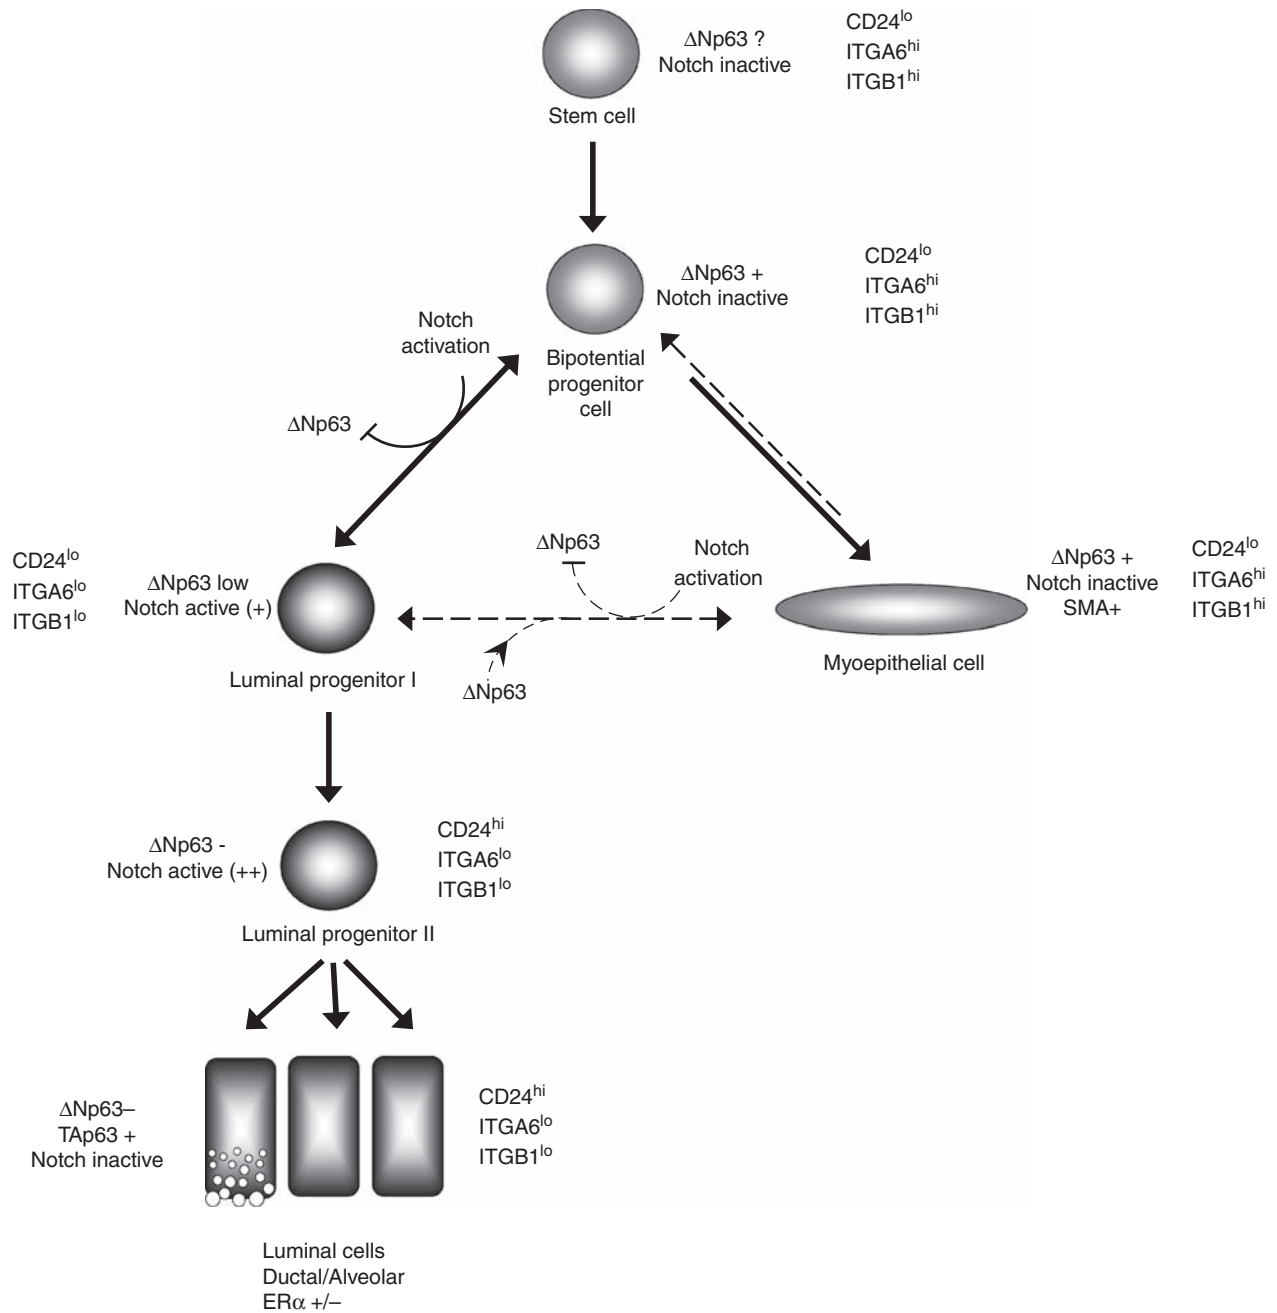 ΔNp63 ?
Notch inactive
CD24lo
ITGA6hi
ITGB1hi
Stem cell
ΔNp63 +
Notch inactive
CD24lo
ITGA6hi
ITGB1hi
Bipotential
progenitor
cell
Notch
activation
ΔNp63
CD24lo
ITGA6lo
ITGB1lo
ΔNp63 low
Notch active (+)
Luminal progenitor I
ΔNp63
Notch
activation
ΔNp63
ΔNp63 +
Notch inactive
SMA+
CD24lo
ITGA6hi
ITGB1hi
Myoepithelial cell
ΔNp63 -
Notch active (++)
CD24hi
ITGA6lo
ITGB1lo
Luminal progenitor II
ΔNp63–
TAp63 +
Notch inactive
CD24hi
ITGA6lo
ITGB1lo
Luminal cells
Ductal/Alveolar
ERα +/–